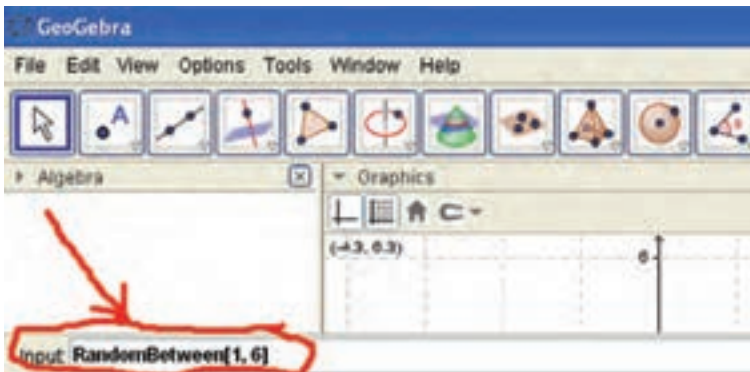 GeoGebra
File Edit View Options Tools Window Help
A
Algebra
Graphics
(-4.3, 6.3)
6
Input: RandomBetween[1, 6]